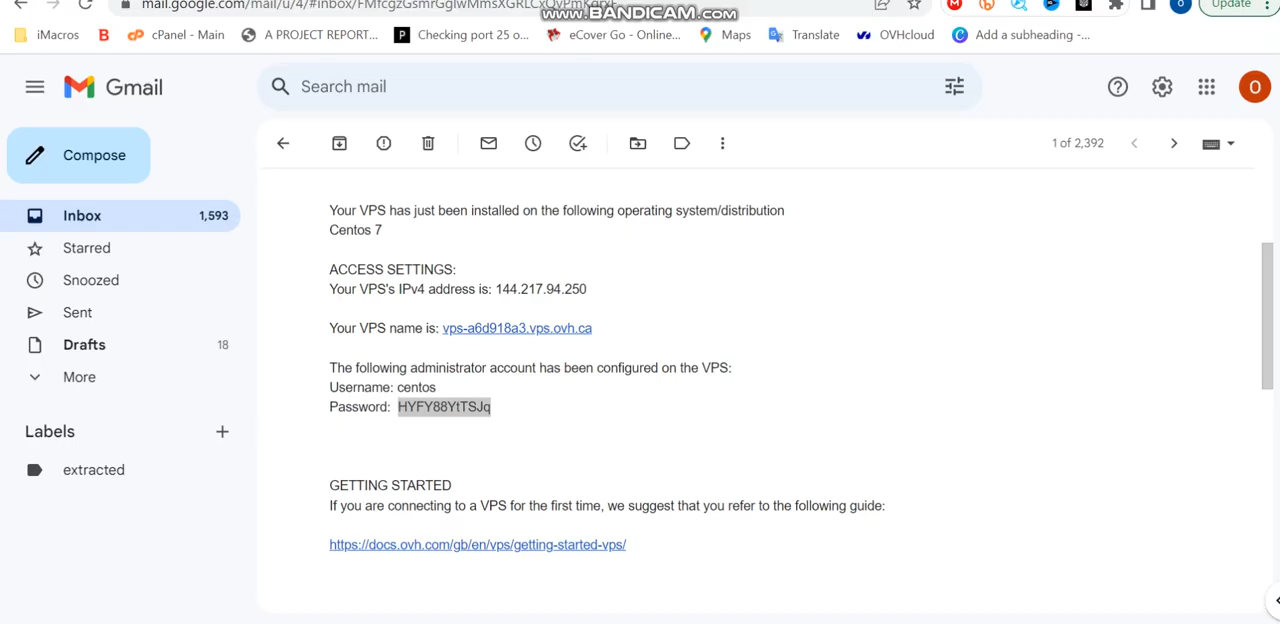 mail.google.com/mail/u/4/#inbox/
www.BANDICAM.com
Update
iMacros
B
cPanel - Main
A PROJECT REPORT...
P
Checking port 25 o...
eCover Go - Online...
Maps
Translate
OVHcloud
Add a subheading -...
Gmail
Search mail
O
Compose
1 of 2,392
Inbox
1,593
Starred
Snoozed
Sent
Drafts
18
More
Labels
extracted
Your VPS has just been installed on the following operating system/distribution
Centos 7
ACCESS SETTINGS:
Your VPS's IPv4 address is: 144.217.94.250
Your VPS name is: vps-a6d918a3.vps.ovh.ca
The following administrator account has been configured on the VPS:
Username: centos
Password: HYFY88YtTSJq
GETTING STARTED
If you are connecting to a VPS for the first time, we suggest that you refer to the following guide:
https://docs.ovh.com/gb/en/vps/getting-started-vps/